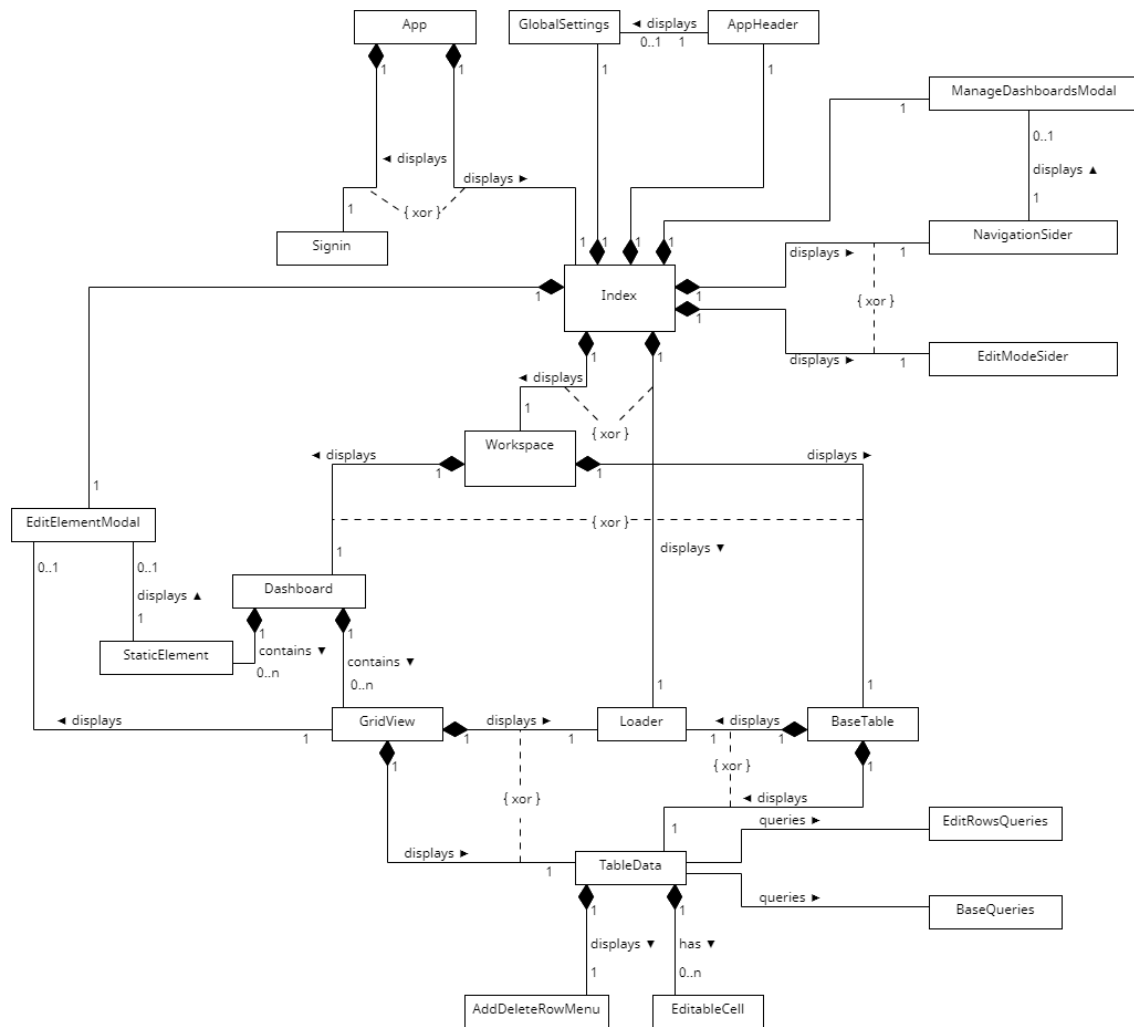 App
GlobalSettings
◄ displays
0..1 1
AppHeader
1
1
1
1
ManageDashboardsModal
1
0..1
displays ▲
1
◄ displays
displays ►
{ xor }
1
Signin
NavigationSider
1
displays ►
1 1 1 1
Index
1
1
1
{ xor }
displays ►
1
EditModeSider
1 1
◄ displays
1
{ xor }
Workspace
◄ displays
1
1
displays ►
{ xor }
1
EditElementModal
0..1
0..1
displays ▲
1
1
displays ▼
Dashboard
1
1
StaticElement
contains ▼
0..n
contains ▼
0..n
1
1
◄ displays
1
GridView
1
displays ►
1
Loader
1
◄ displays
1
BaseTable
1
1
{ xor }
{ xor }
◄ displays
1
displays ►
1
TableData
queries ►
EditRowsQueries
queries ►
BaseQueries
1
1
displays ▼
has ▼
1
0..n
AddDeleteRowMenu
EditableCell